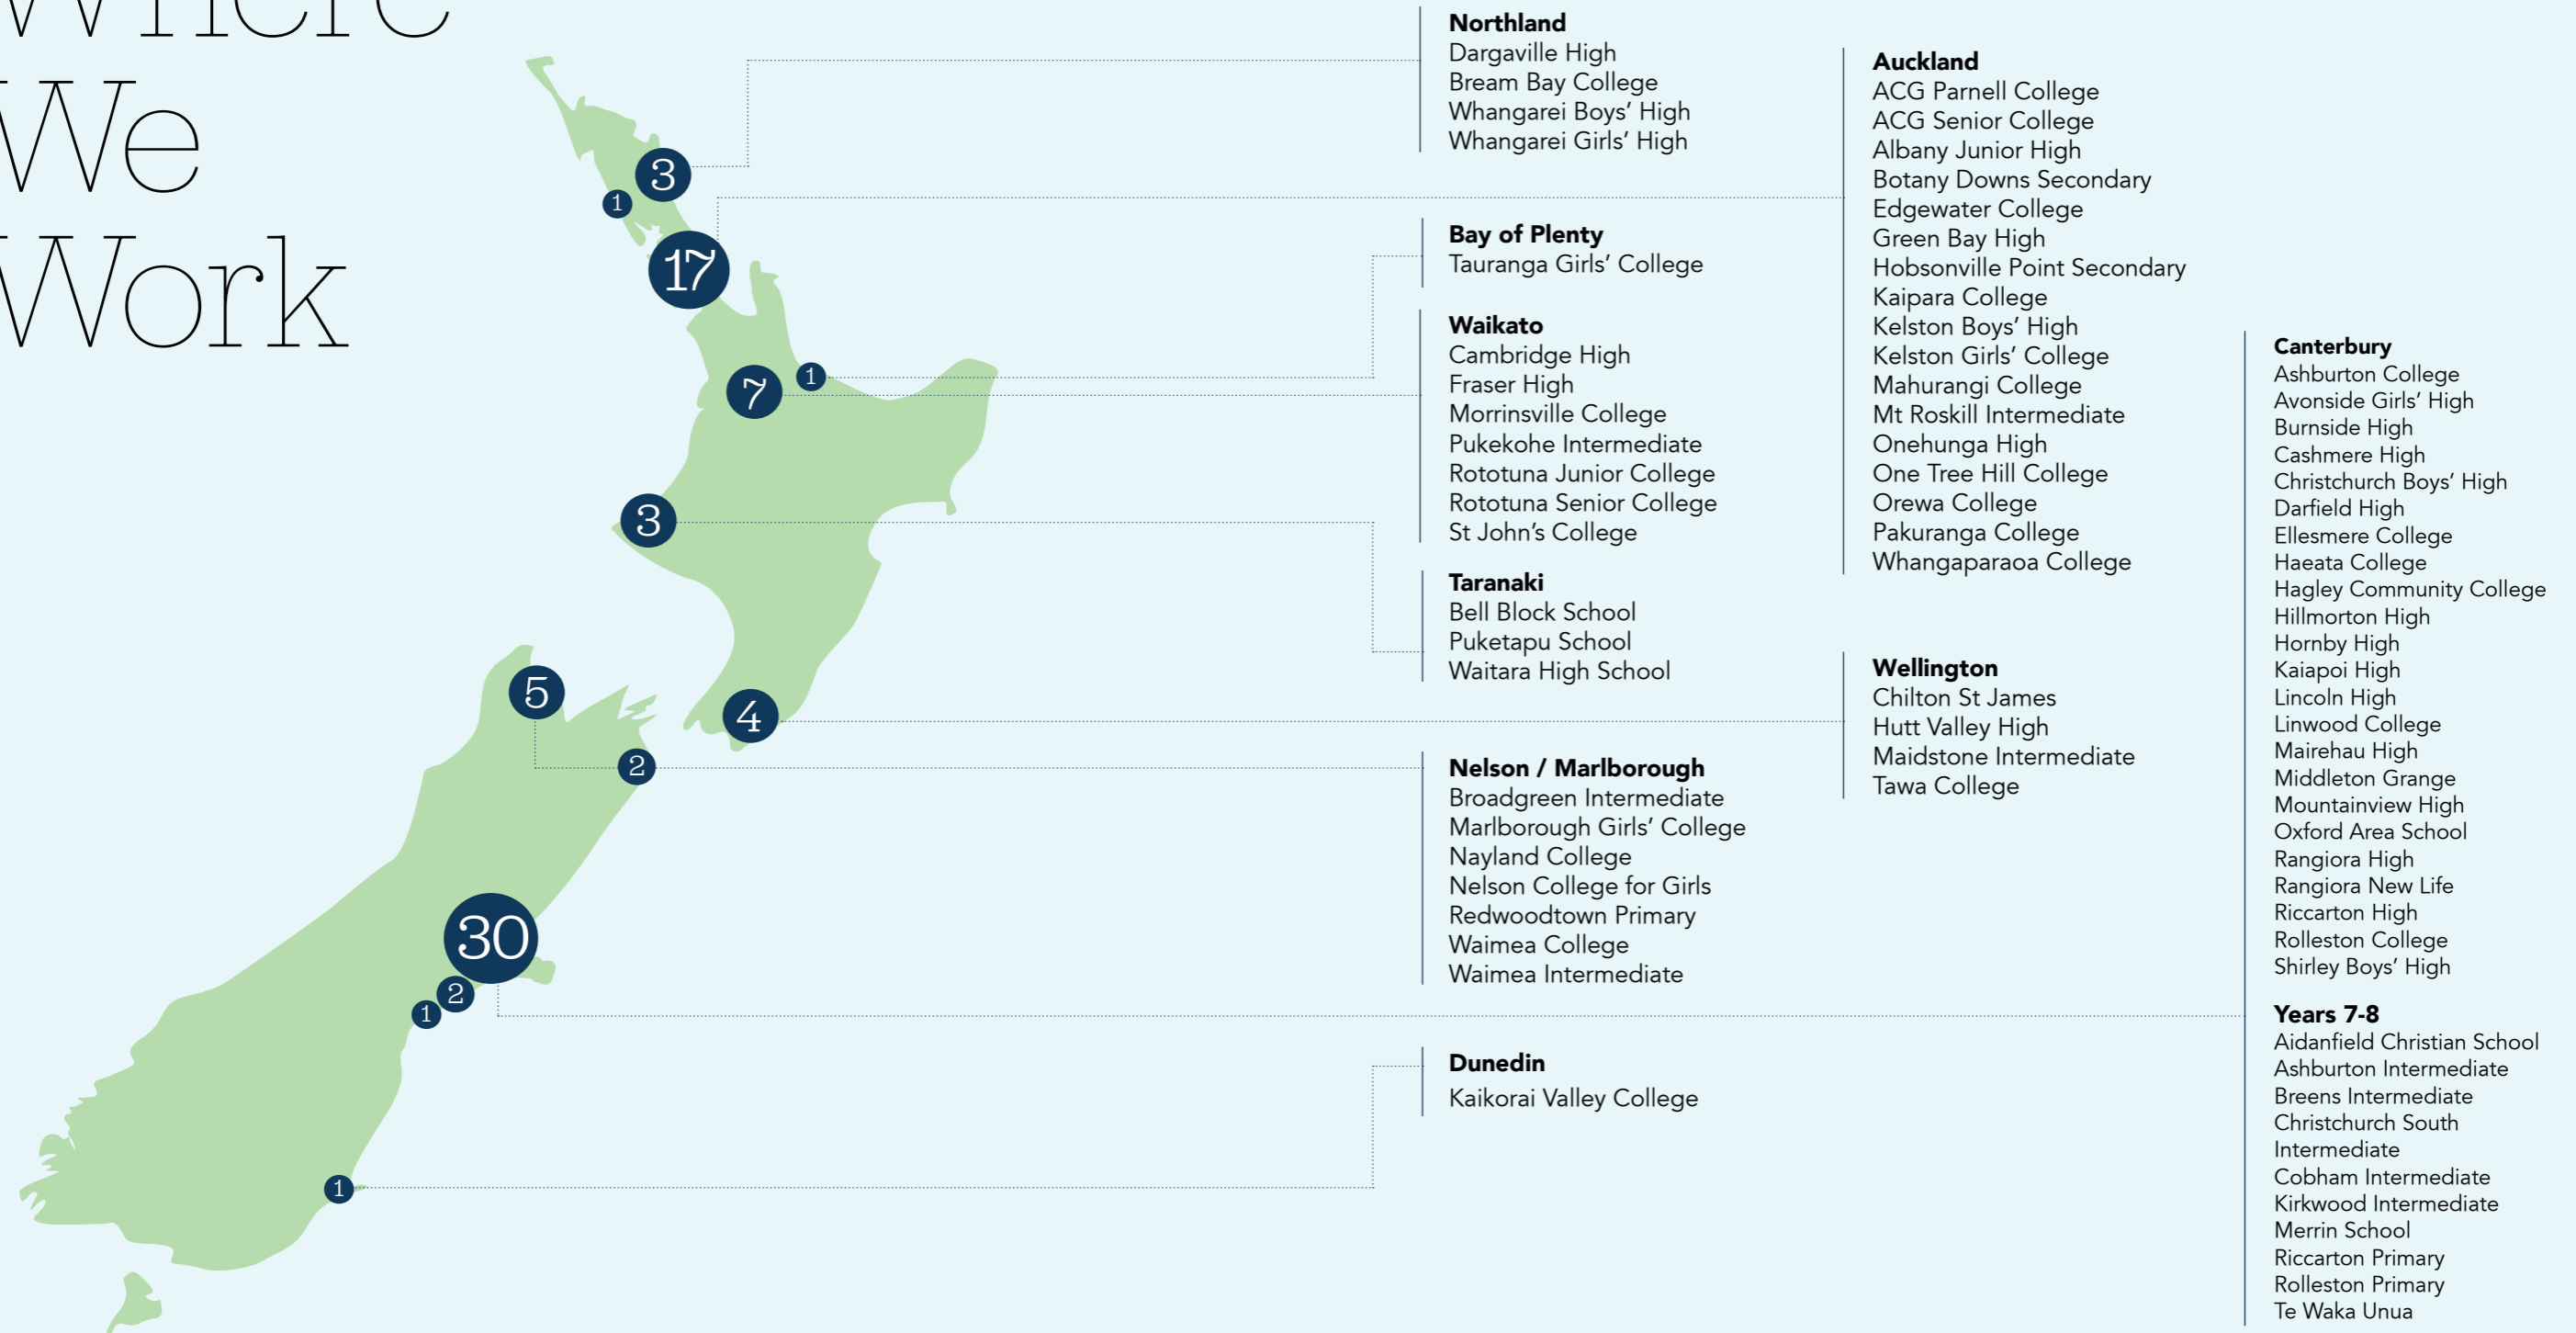 Where
We
Work
3
1
17
7
1
3
5
4
2
30
2
1
1
Northland
Dargaville High
Bream Bay College
Whangarei Boys’ High
Whangarei Girls’ High
Bay of Plenty
Tauranga Girls’ College
Waikato
Cambridge High
Fraser High
Morrinsville College
Pukekohe Intermediate
Rototuna Junior College
Rototuna Senior College
St John’s College
Taranaki
Bell Block School
Puketapu School
Waitara High School
Nelson / Marlborough
Broadgreen Intermediate
Marlborough Girls’ College
Nayland College
Nelson College for Girls
Redwoodtown Primary
Waimea College
Waimea Intermediate
Dunedin
Kaikorai Valley College
Auckland
ACG Parnell College
ACG Senior College
Albany Junior High
Botany Downs Secondary
Edgewater College
Green Bay High
Hobsonville Point Secondary
Kaipara College
Kelston Boys’ High
Kelston Girls’ College
Mahurangi College
Mt Roskill Intermediate
Onehunga High
One Tree Hill College
Orewa College
Pakuranga College
Whangaparaoa College
Wellington
Chilton St James
Hutt Valley High
Maidstone Intermediate
Tawa College
Canterbury
Ashburton College
Avonside Girls’ High
Burnside High
Cashmere High
Christchurch Boys’ High
Darfield High
Ellesmere College
Haeata College
Hagley Community College
Hillmorton High
Hornby High
Kaiapoi High
Lincoln High
Linwood College
Mairehau High
Middleton Grange
Mountainview High
Oxford Area School
Rangiora High
Rangiora New Life
Riccarton High
Rolleston College
Shirley Boys’ High
Years 7-8
Aidanfield Christian School
Ashburton Intermediate
Breens Intermediate
Christchurch South
Intermediate
Cobham Intermediate
Kirkwood Intermediate
Merrin School
Riccarton Primary
Rolleston Primary
Te Waka Unua